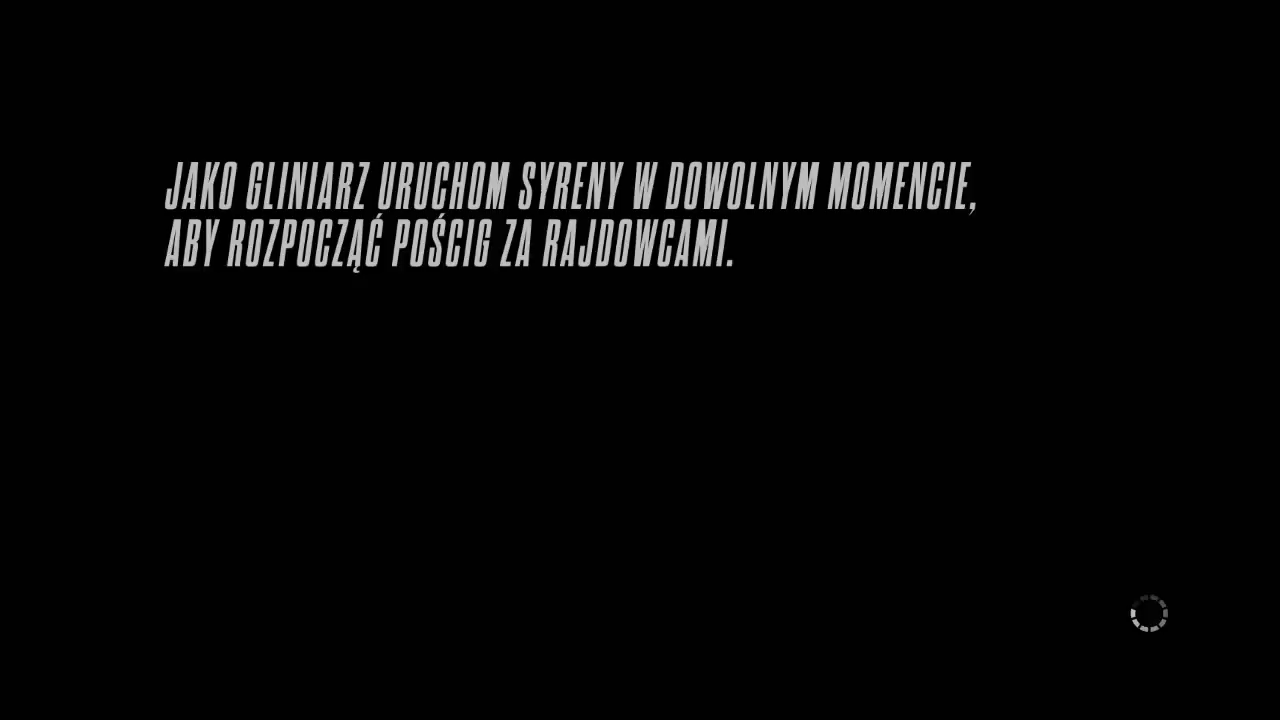 JAKO GLINIARZ URUCHOM SYRENY W DOWOLNYM MOMENCIE,
ABY ROZPOCZĄĆ POŚCIG ZA RAJDOWCAMI.